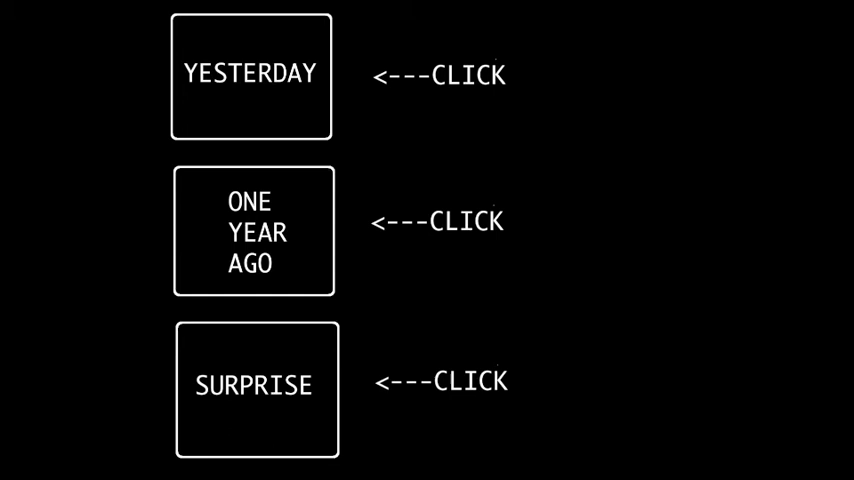 YESTERDAY
<---CLICK
ONE
YEAR
AGO
<---CLICK
SURPRISE
<---CLICK